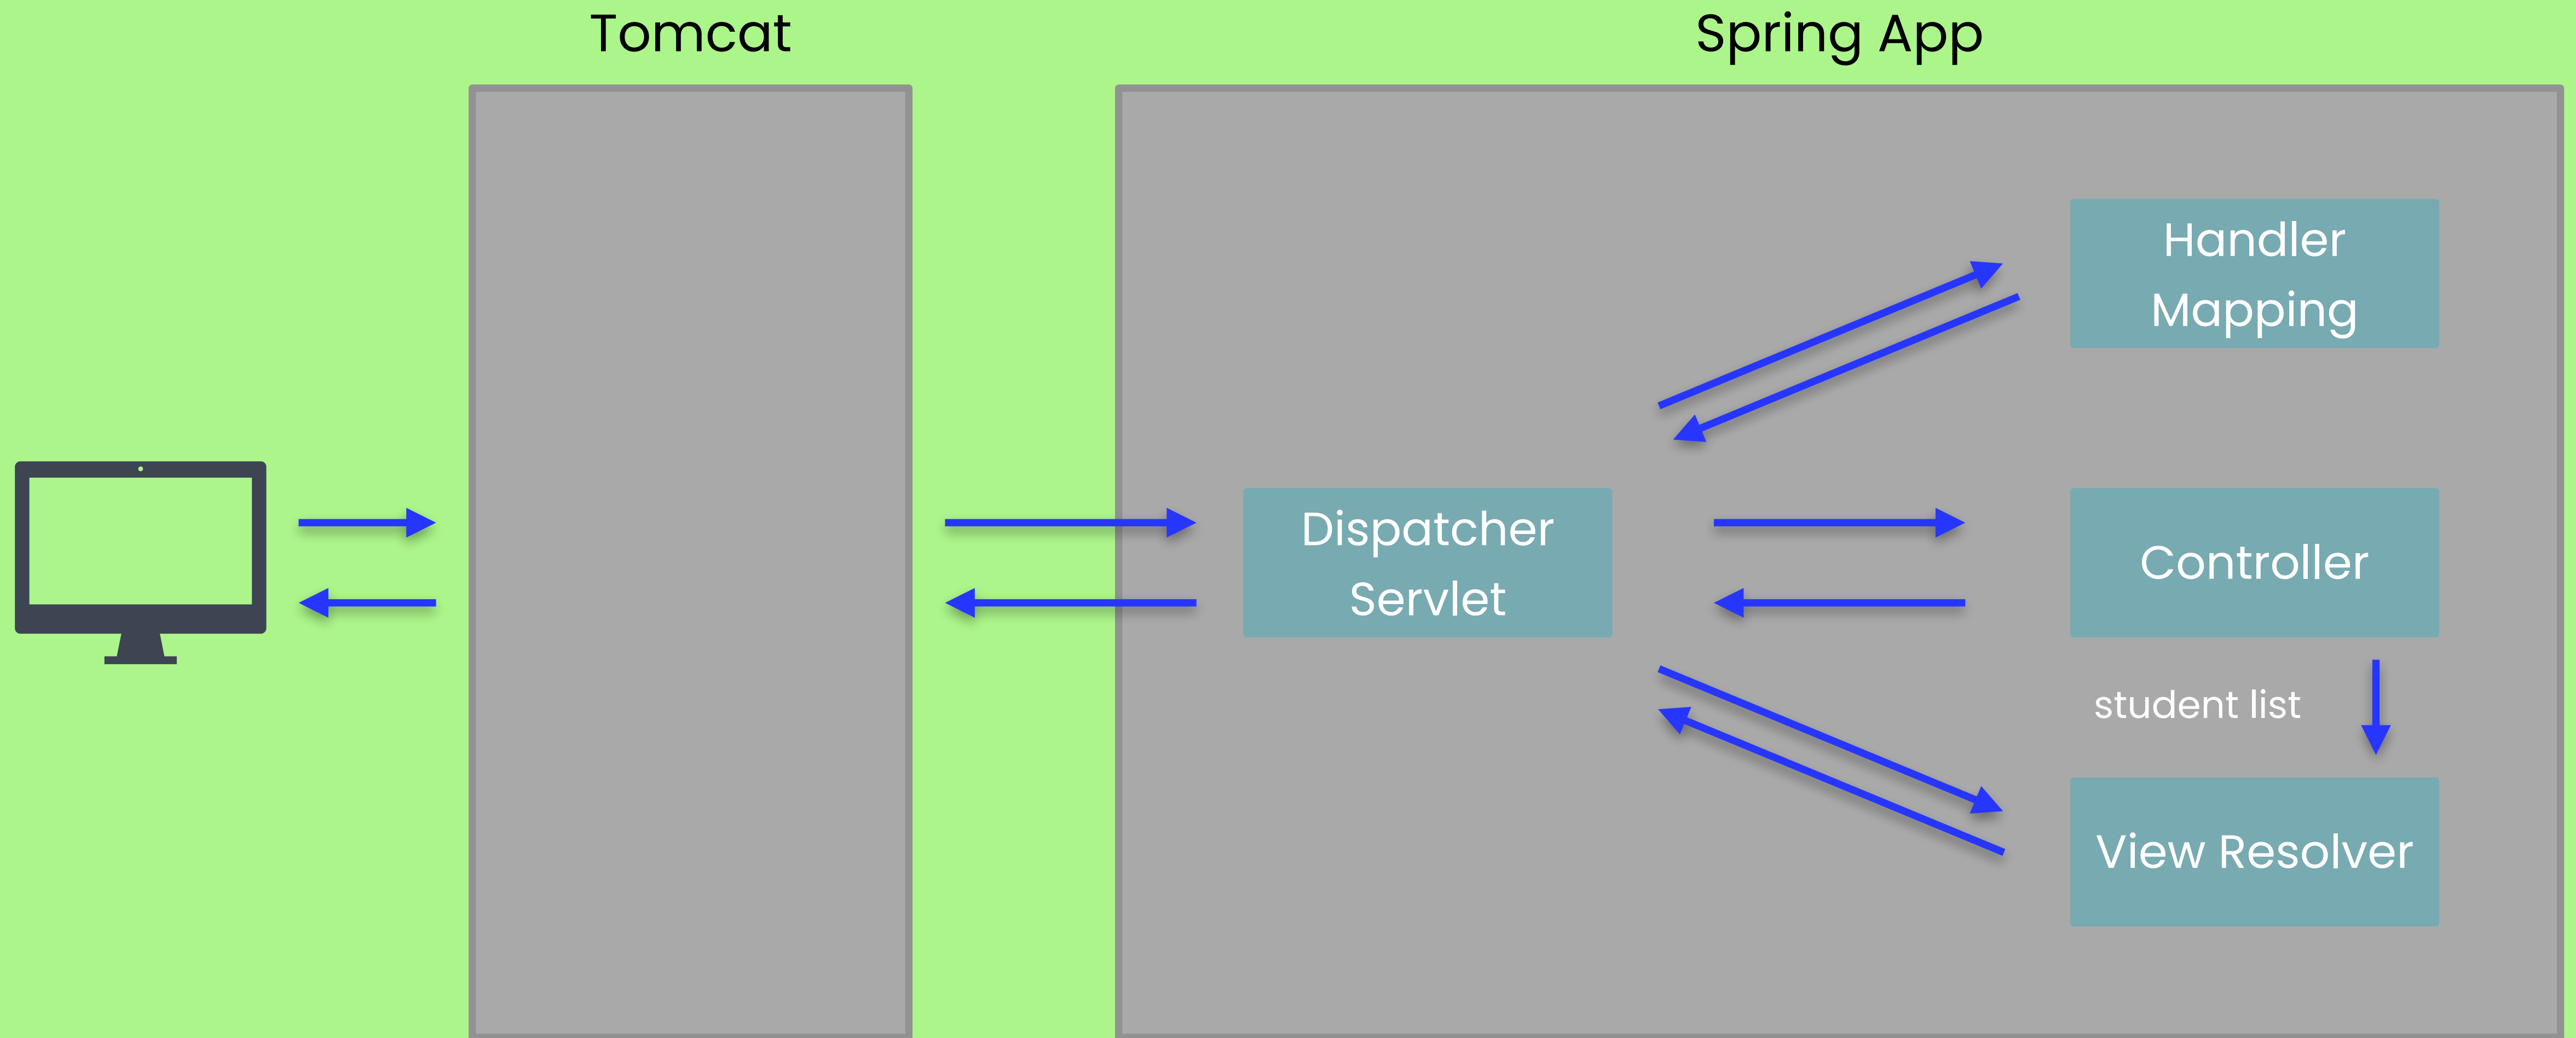 Tomcat
Spring App
Handler
Mapping
Dispatcher
Servlet
Controller
student list
View Resolver